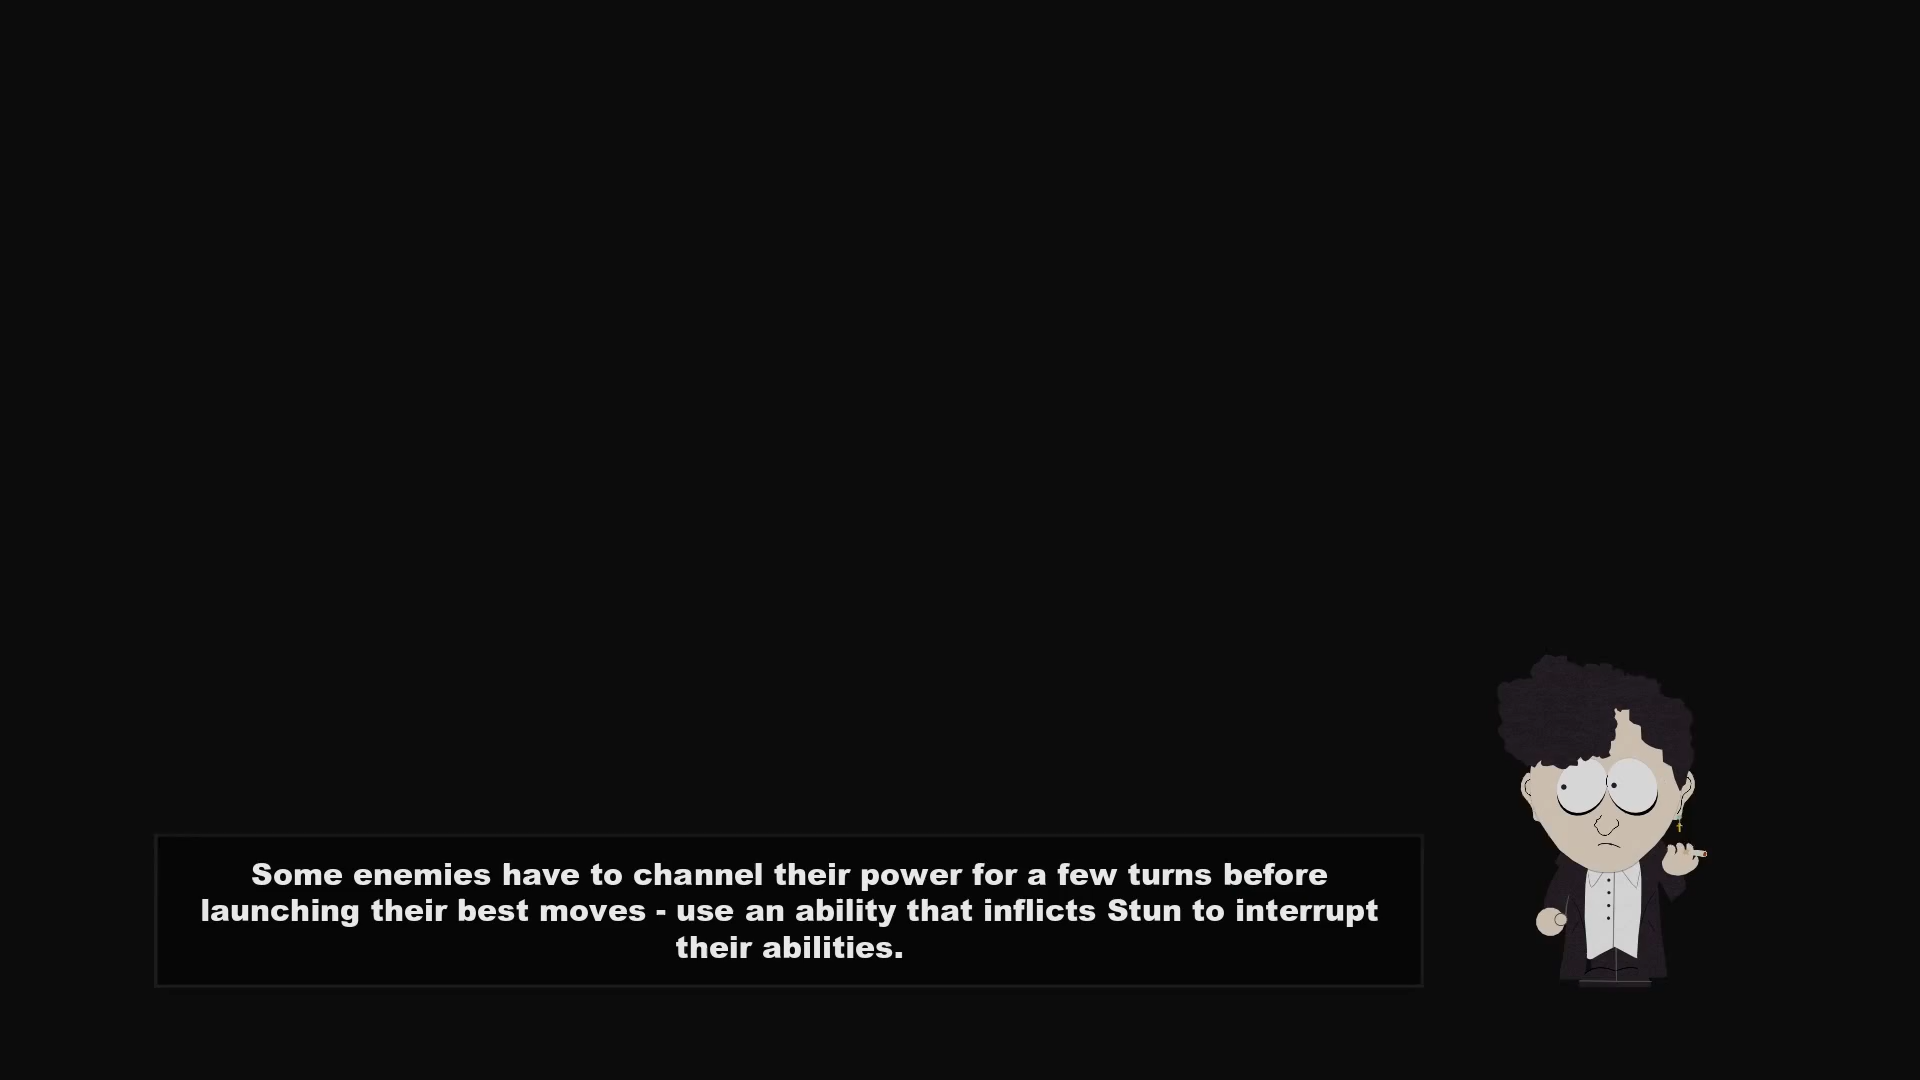 Some enemies have to channel their power for a few turns before
launching their best moves - use an ability that inflicts Stun to interrupt
their abilities.